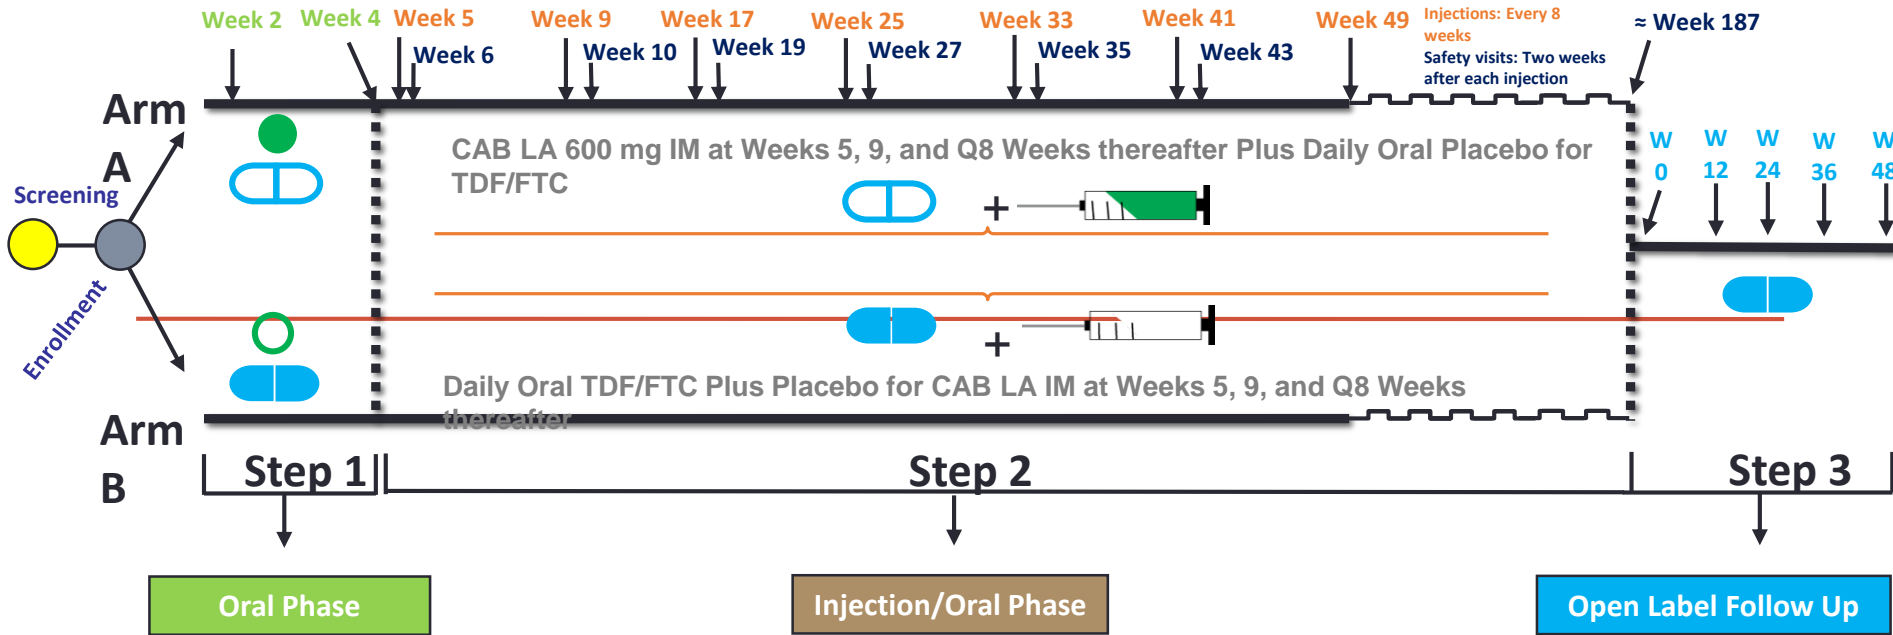 Week 2
Week 4
Week 5
Week 9
Week 17
Week 25
Week 33
Week 41
Week 49
Injections: Every 8
weeks
Safety visits: Two weeks
after each injection
≈ Week 187
Week 6
Week 10
Week 19
Week 27
Week 35
Week 43
Arm
A
Screening
Enrollment
CAB LA 600 mg IM at Weeks 5, 9, and Q8 Weeks thereafter Plus Daily Oral Placebo for
TDF/FTC
+
W
0
W
12
W
24
W
36
W
48
+
Daily Oral TDF/FTC Plus Placebo for CAB LA IM at Weeks 5, 9, and Q8 Weeks
thereafter
Arm
B
Step 1
Step 2
Step 3
Oral Phase
Injection/Oral Phase
Open Label Follow Up